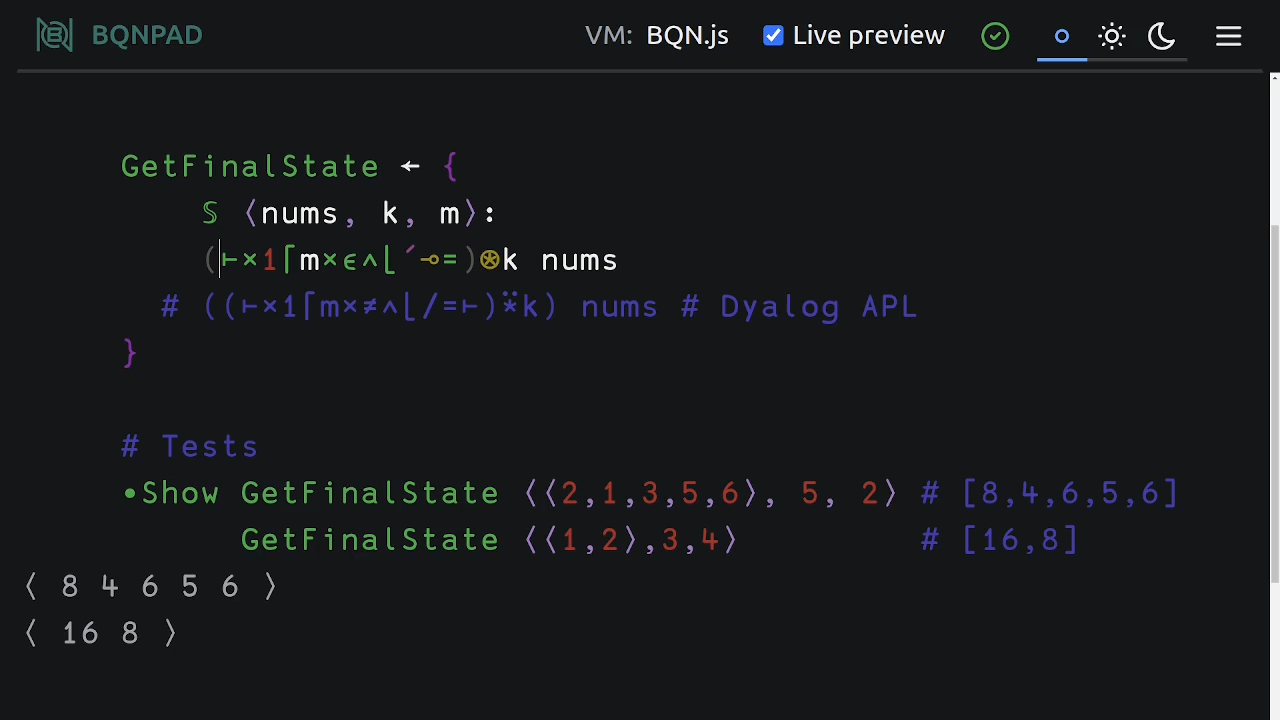 BQNPAD VM: BQN.js Live preview
GetFinalState ← {
𝕊 ⟨nums, k, m⟩:
(⊢×1⌈m×∊∧⌊´⊸=)⍟k nums
# ((⊢×1⌈m×≠∧⌊/=⊢)⍣k) nums # Dyalog APL
}
# Tests
•Show GetFinalState ⟨⟨2,1,3,5,6⟩, 5, 2⟩ # [8,4,6,5,6]
GetFinalState ⟨⟨1,2⟩,3,4⟩ # [16,8]
⟨ 8 4 6 5 6 ⟩
⟨ 16 8 ⟩